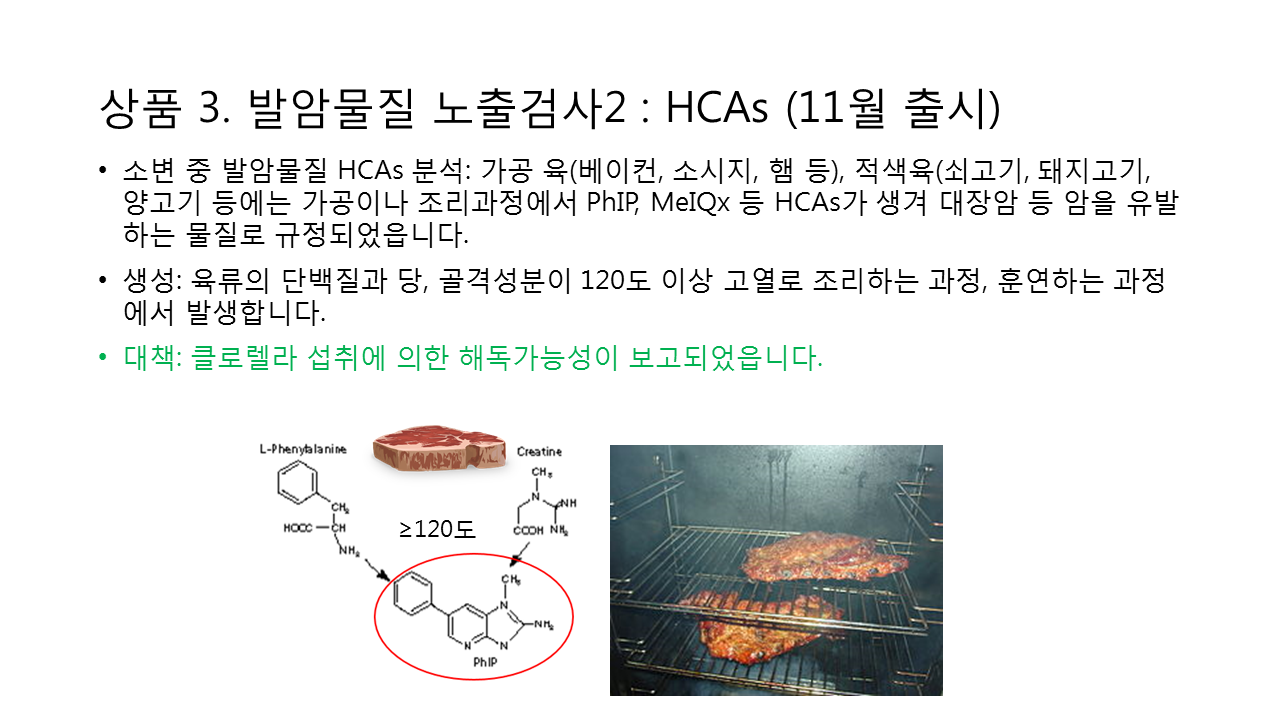 상품 3. 발암물질 노출검사2 : HCAs (11월 출시)
• 소변 중 발암물질 HCAs 분석: 가공 육(베이컨, 소시지, 햄 등), 적색육(쇠고기, 돼지고기,
양고기 등에는 가공이나 조리과정에서 PhIP, MeIQx 등 HCAs가 생겨 대장암 등 암을 유발
하는 물질로 규정되었읍니다.
• 생성: 육류의 단백질과 당, 골격성분이 120도 이상 고열로 조리하는 과정, 훈연하는 과정
에서 발생합니다.
• 대책: 클로렐라 섭취에 의한 해독가능성이 보고되었읍니다.
L-Phenylalanine
Creatine
CH₃
N
NH
CH₂
HOOC
CH
COOH
NH₂
≥120도
NH₂
CH₃
N
NH₂
N
N
PhIP